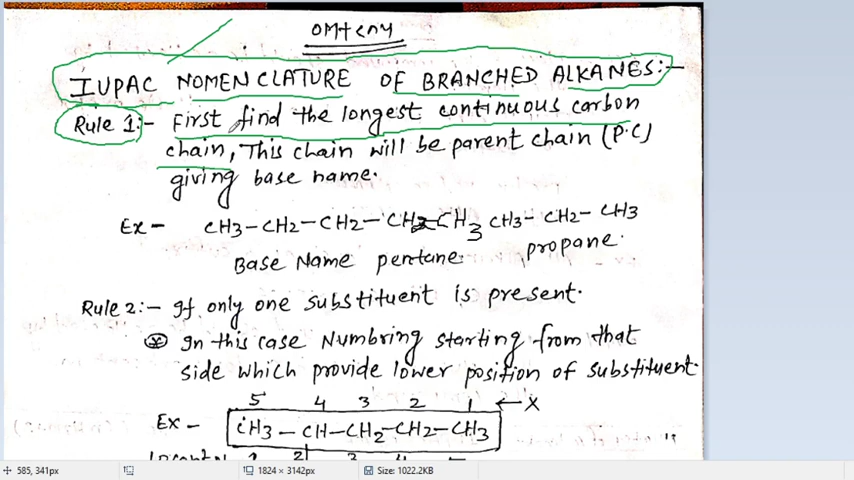 OM+cny
IUPAC NOMENCLATURE OF BRANCHED ALKANES:-
Rule 1:- First find the longest continuous carbon
chain, This chain will be parent chain (P.C)
giving base name.
Ex- CH3-CH2-CH2-CH2-CH3 CH3-CH2-CH3
Base Name pentane propane.
Rule 2:- If only one substituent is present.
In this case Numbring starting from that
side which provide lower position of substituent.
5 4 3 2 1 ←X
Ex- CH3-CH-CH2-CH2-CH3
2 3
585, 341px 1824 × 3142px Size: 1022.2KB